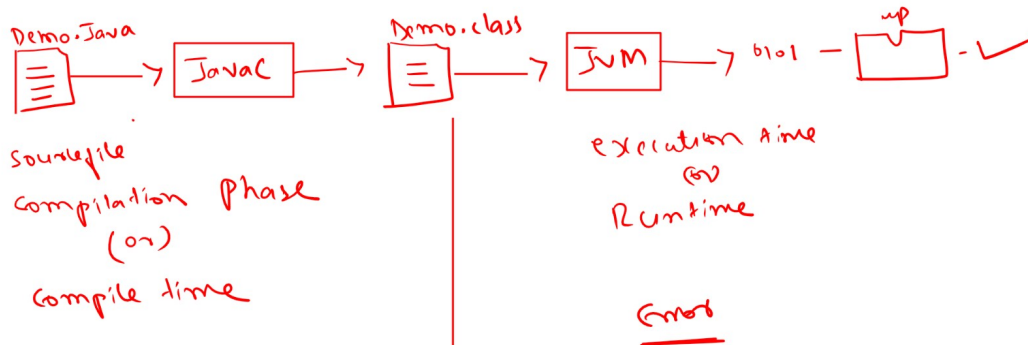 Demo.Java
Javac
Demo.class
JVM
0101
up
sourcefile
compilation phase
(or)
compile time
execution time
(or)
Runtime
Error